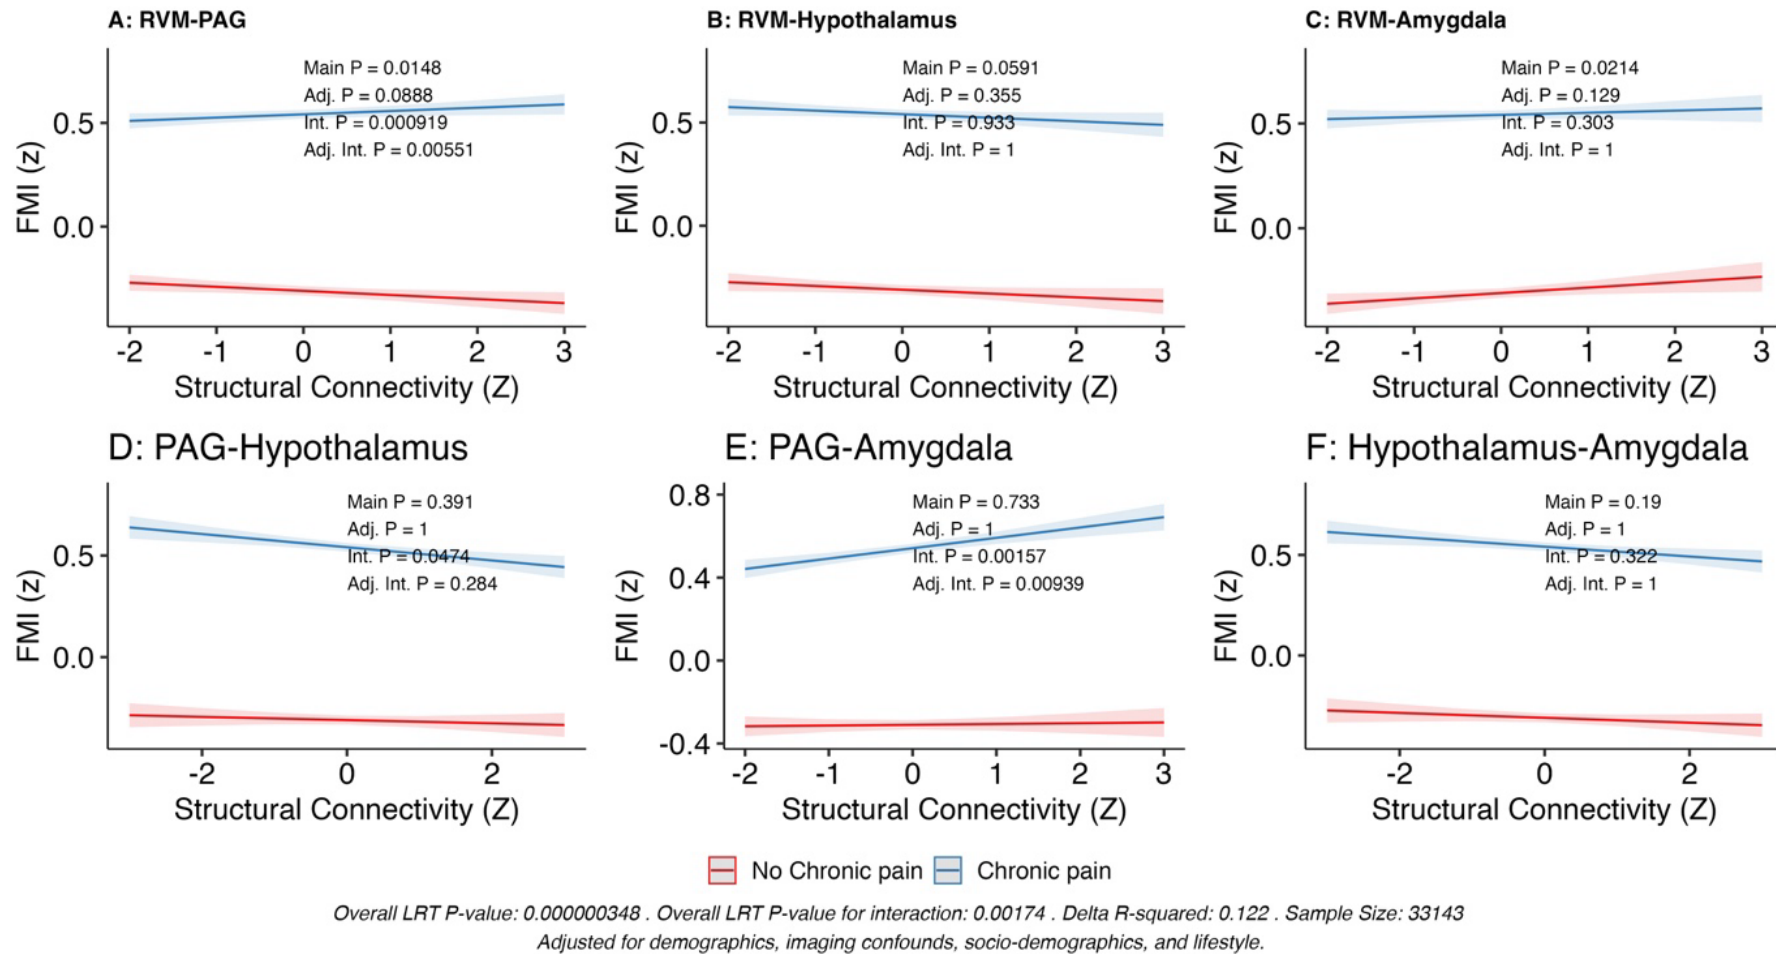 A: RVM-PAG
Main P = 0.0148
Adj. P = 0.0888
Int. P = 0.000919
Adj. Int. P = 0.00551
FMI (z)
0.5
0.0
-2 -1 0 1 2 3
Structural Connectivity (Z)
B: RVM-Hypothalamus
Main P = 0.0591
Adj. P = 0.355
Int. P = 0.933
Adj. Int. P = 1
FMI (z)
0.5
0.0
-2 -1 0 1 2 3
Structural Connectivity (Z)
C: RVM-Amygdala
Main P = 0.0214
Adj. P = 0.129
Int. P = 0.303
Adj. Int. P = 1
FMI (z)
0.5
0.0
-2 -1 0 1 2 3
Structural Connectivity (Z)
D: PAG-Hypothalamus
Main P = 0.391
Adj. P = 1
Int. P = 0.0474
Adj. Int. P = 0.284
FMI (z)
0.5
0.0
-2 0 2
Structural Connectivity (Z)
E: PAG-Amygdala
Main P = 0.733
Adj. P = 1
Int. P = 0.00157
Adj. Int. P = 0.00939
FMI (z)
0.8
0.4
0.0
-0.4
-2 -1 0 1 2 3
Structural Connectivity (Z)
F: Hypothalamus-Amygdala
Main P = 0.19
Adj. P = 1
Int. P = 0.322
Adj. Int. P = 1
FMI (z)
0.5
0.0
-2 0 2
Structural Connectivity (Z)
No Chronic pain Chronic pain
Overall LRT P-value: 0.000000348 . Overall LRT P-value for interaction: 0.00174 . Delta R-squared: 0.122 . Sample Size: 33143
Adjusted for demographics, imaging confounds, socio-demographics, and lifestyle.